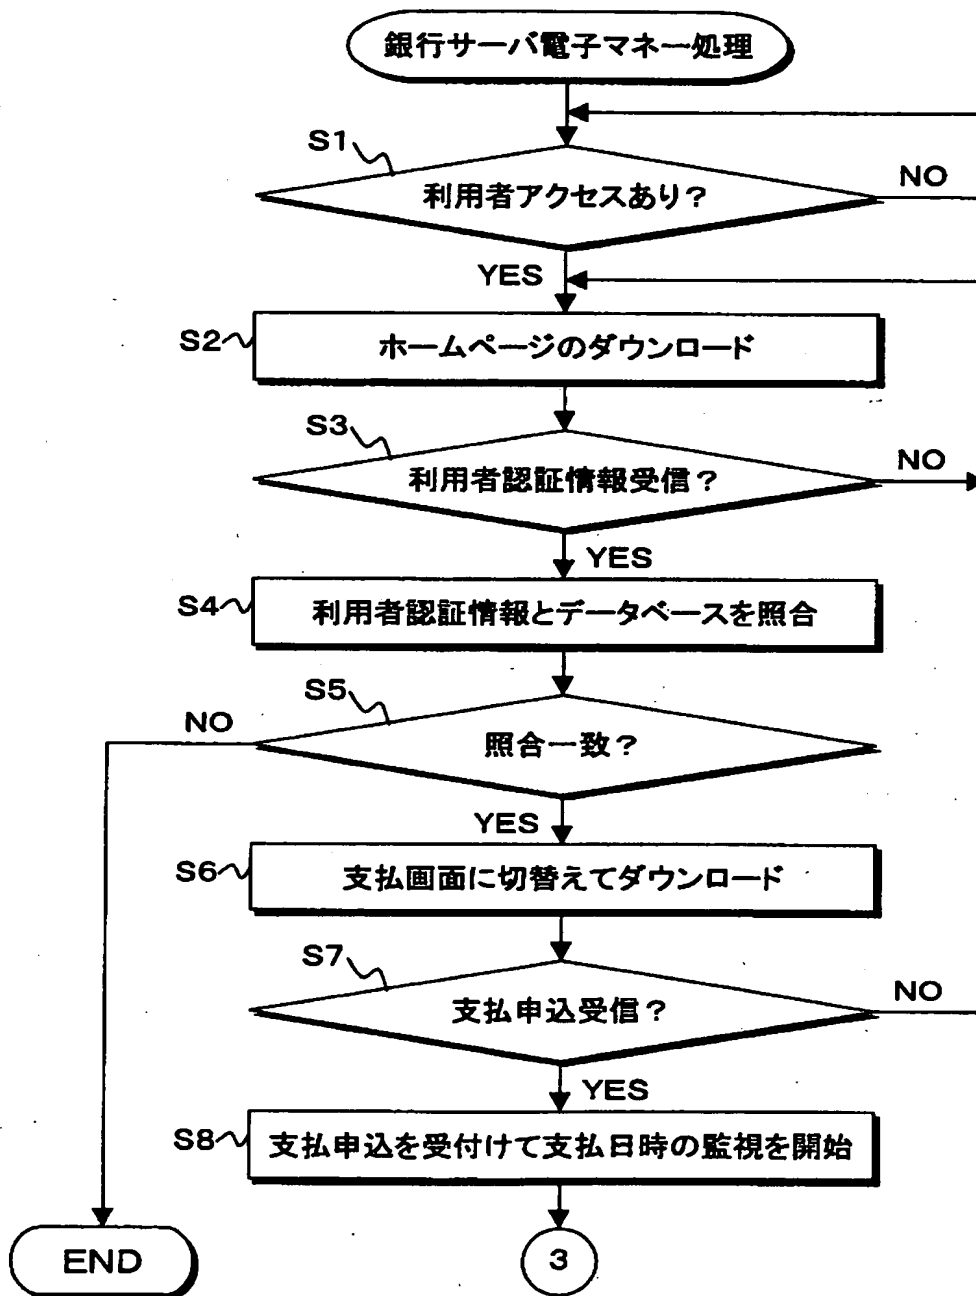 銀行サーバ電子マネー処理
S1
利用者アクセスあり?
NO
YES
S2
ホームページのダウンロード
S3
利用者認証情報受信?
NO
YES
S4
利用者認証情報とデータベースを照合
S5
NO
照合一致?
YES
S6
支払画面に切替えてダウンロード
S7
支払申込受信?
NO
YES
S8
支払申込を受付けて支払日時の監視を開始
END
3